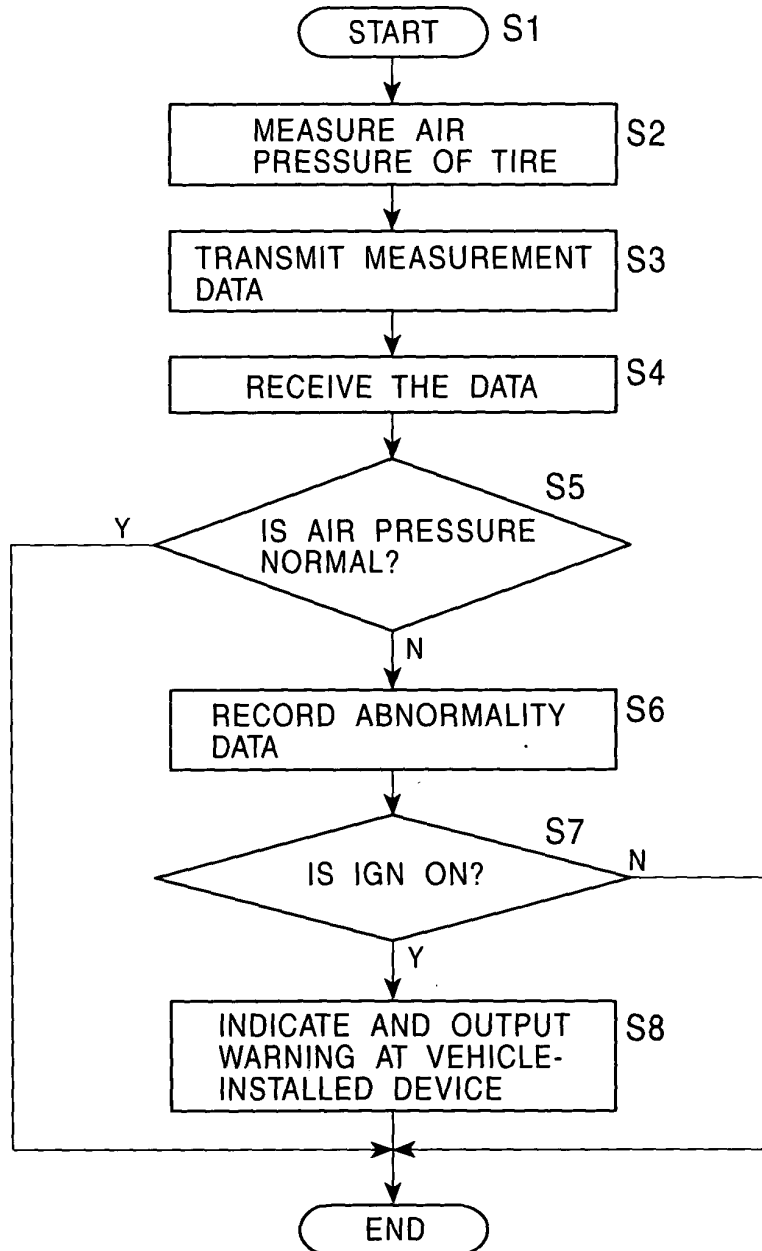 START S1
MEASURE AIR
PRESSURE OF TIRE
S2
TRANSMIT MEASUREMENT
DATA
S3
RECEIVE THE DATA
S4
S5
Y
IS AIR PRESSURE
NORMAL?
N
RECORD ABNORMALITY
DATA
S6
S7
N
IS IGN ON?
Y
INDICATE AND OUTPUT
WARNING AT VEHICLE-
INSTALLED DEVICE
S8
END